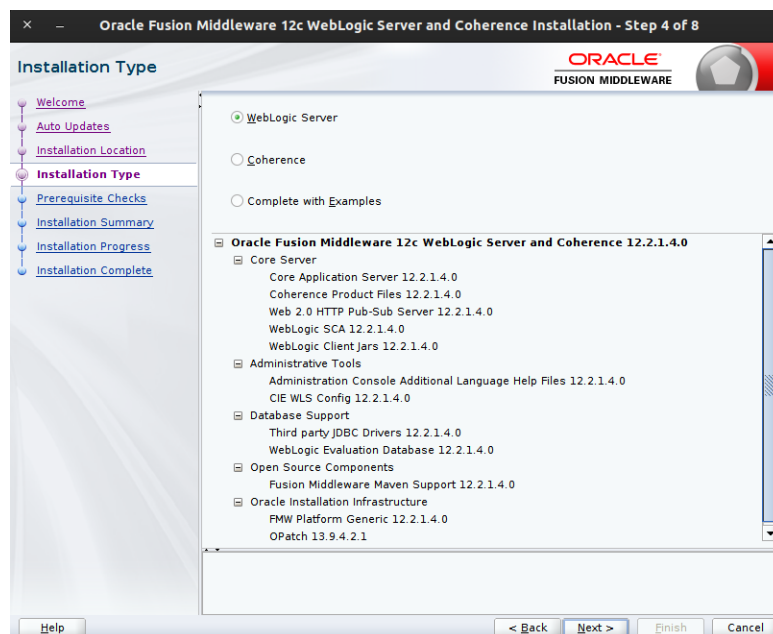 Oracle Fusion Middleware 12c WebLogic Server and Coherence Installation - Step 4 of 8
Installation Type
ORACLE
FUSION MIDDLEWARE
Welcome
Auto Updates
Installation Location
Installation Type
Prerequisite Checks
Installation Summary
Installation Progress
Installation Complete
WebLogic Server
Coherence
Complete with Examples
Oracle Fusion Middleware 12c WebLogic Server and Coherence 12.2.1.4.0
Core Server
Core Application Server 12.2.1.4.0
Coherence Product Files 12.2.1.4.0
Web 2.0 HTTP Pub-Sub Server 12.2.1.4.0
WebLogic SCA 12.2.1.4.0
WebLogic Client Jars 12.2.1.4.0
Administrative Tools
Administration Console Additional Language Help Files 12.2.1.4.0
CIE WLS Config 12.2.1.4.0
Database Support
Third party JDBC Drivers 12.2.1.4.0
WebLogic Evaluation Database 12.2.1.4.0
Open Source Components
Fusion Middleware Maven Support 12.2.1.4.0
Oracle Installation Infrastructure
FMW Platform Generic 12.2.1.4.0
OPatch 13.9.4.2.1
Help
< Back
Next >
Finish
Cancel